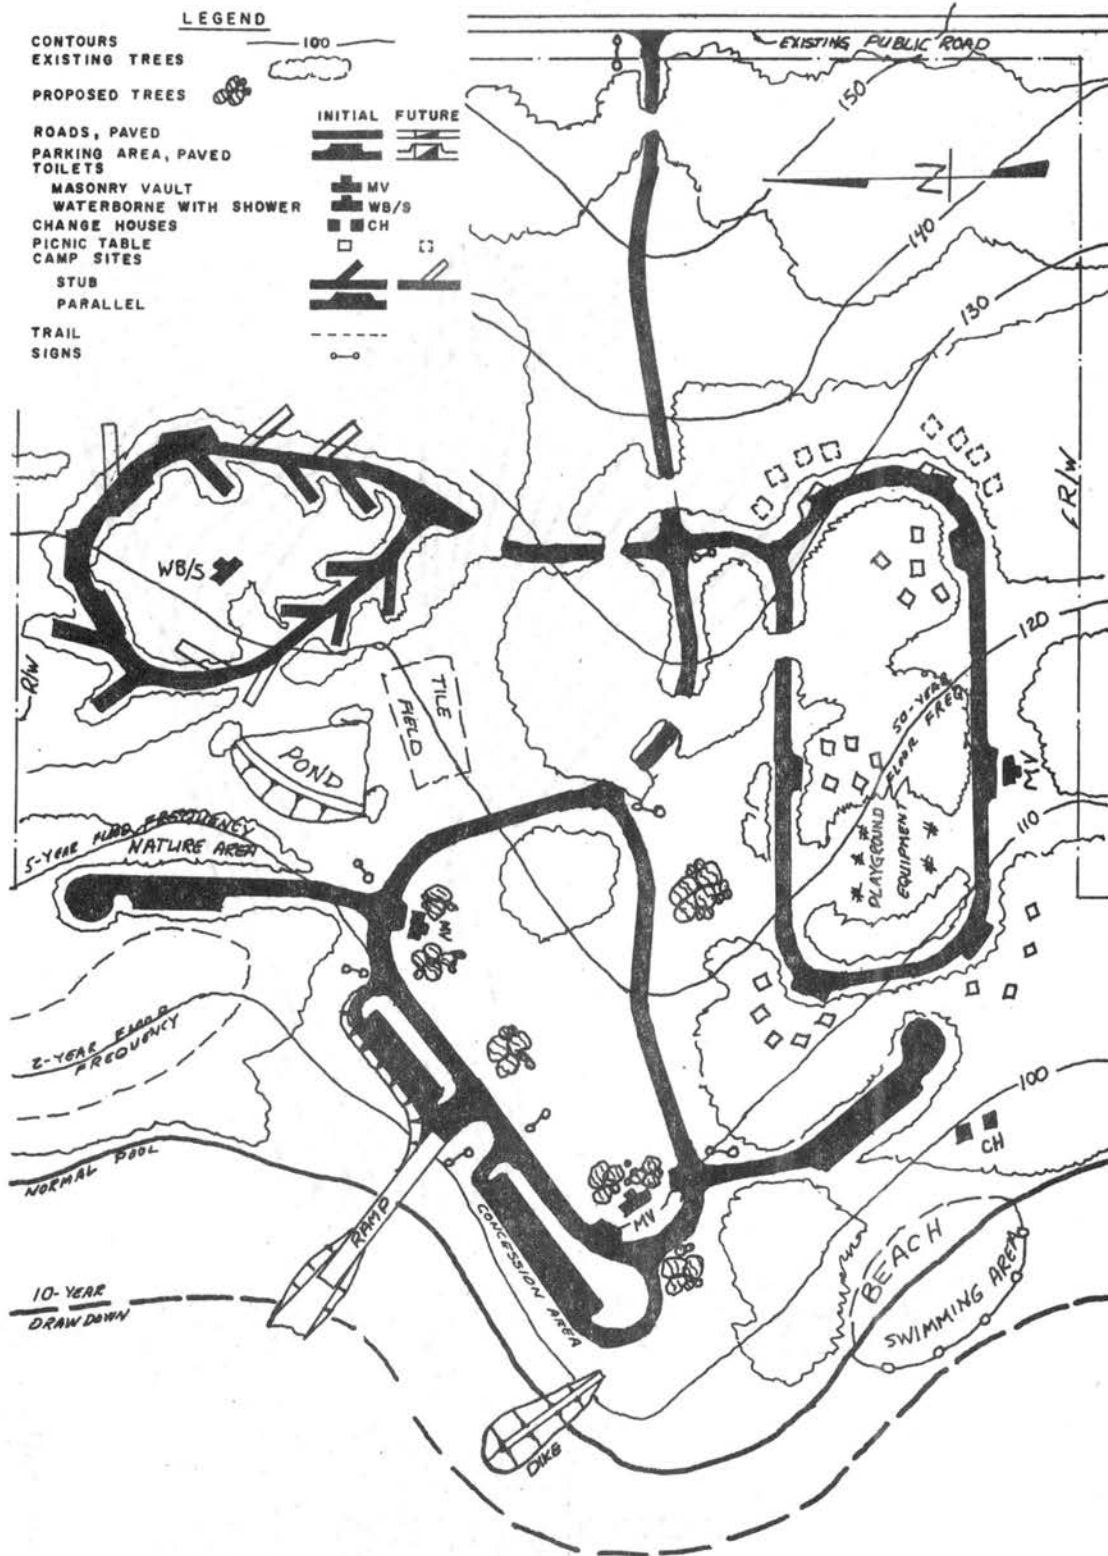 LEGEND
CONTOURS 100
EXISTING TREES
PROPOSED TREES
INITIAL FUTURE
ROADS, PAVED
PARKING AREA, PAVED
TOILETS
MASONRY VAULT MV
WATERBORNE WITH SHOWER WB/S
CHANGE HOUSES CH
PICNIC TABLE
CAMP SITES
STUB
PARALLEL
TRAIL
SIGNS
EXISTING PUBLIC ROAD
150
N
140
130
R/W
WB/S
120
R/W
TILE
FIELD
50-YEAR
FLOOR FREQ
POND
MV
110
5-YEAR FLOOD FREQUENCY
NATURE AREA
PLAYGROUND
EQUIPMENT
MV
2-YEAR FLOOD
FREQUENCY
100
CH
NORMAL POOL
RAMP
CONCESSION AREA
MV
BEACH
SWIMMING AREA
10-YEAR
DRAWDOWN
DIKE